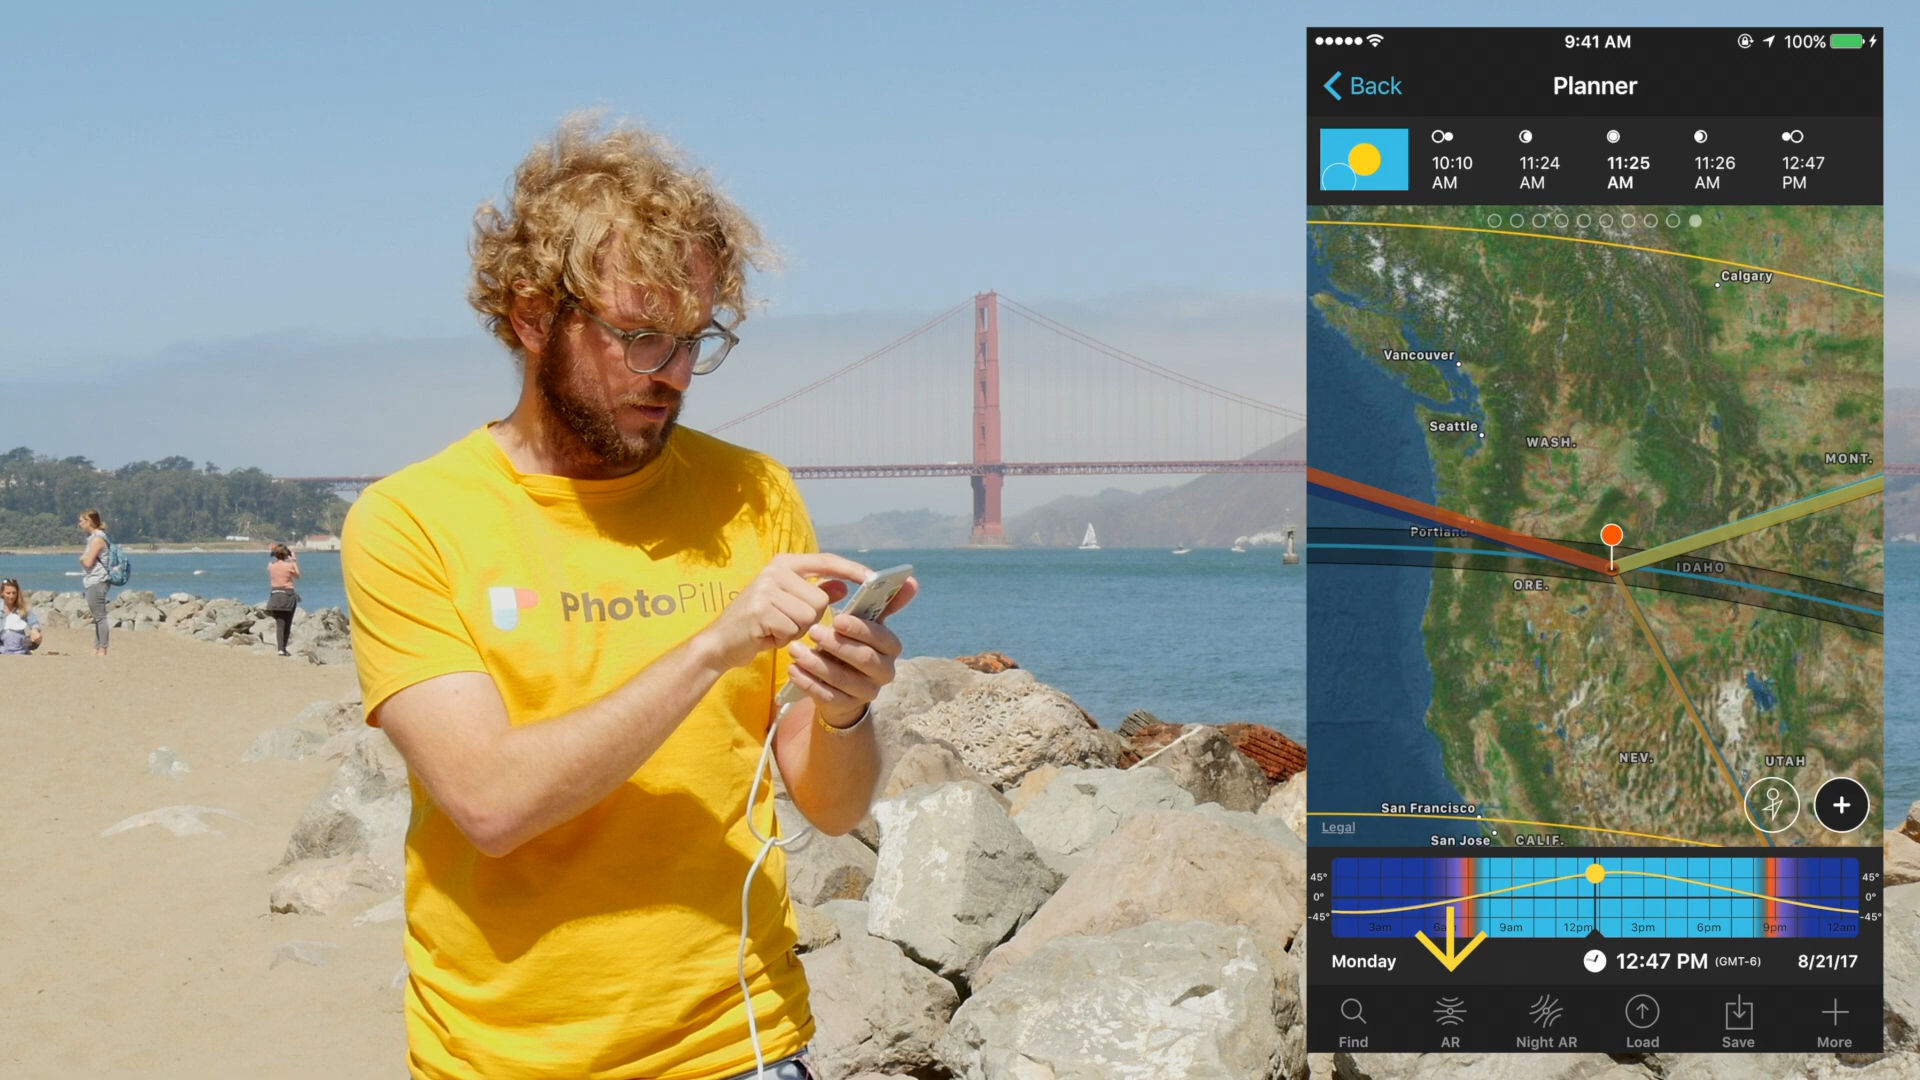 PhotoPills
9:41 AM
100%
Back
Planner
10:10 AM
11:24 AM
11:25 AM
11:26 AM
12:47 PM
Calgary
Vancouver
Seattle
WASH.
MONT.
Portland
IDAHO
ORE.
NEV.
UTAH
San Francisco
Legal
San Jose
CALIF.
45°
0°
-45°
45°
0°
-45°
3am
6am
9am
12pm
3pm
6pm
9pm
12am
Monday
12:47 PM (GMT-6)
8/21/17
Find
AR
Night AR
Load
Save
More